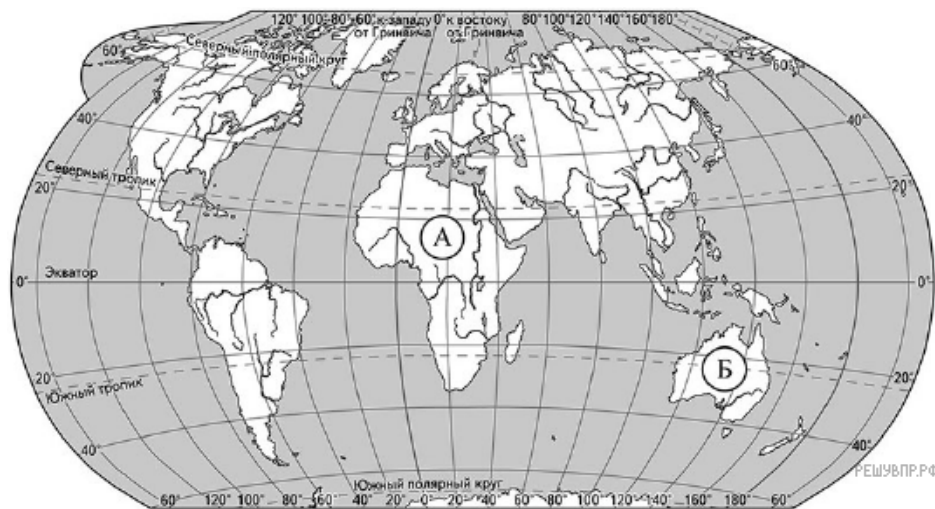 120° 100° 80° 60° к западу 0° к востоку 80° 100° 120° 140° 160° 180°
от Гринвича от Гринвича
Северный полярный круг
60° 60°
40° 40°
Северный тропик
20° 20°
А
Экватор
0° 0°
Б
20° 20°
Южный тропик
40° 40°
РЕШУВПР.РФ
Южный полярный круг
60° 120° 100° 80° 60° 40° 20° 0° 20° 40° 60° 80° 100° 120° 140° 160° 60°